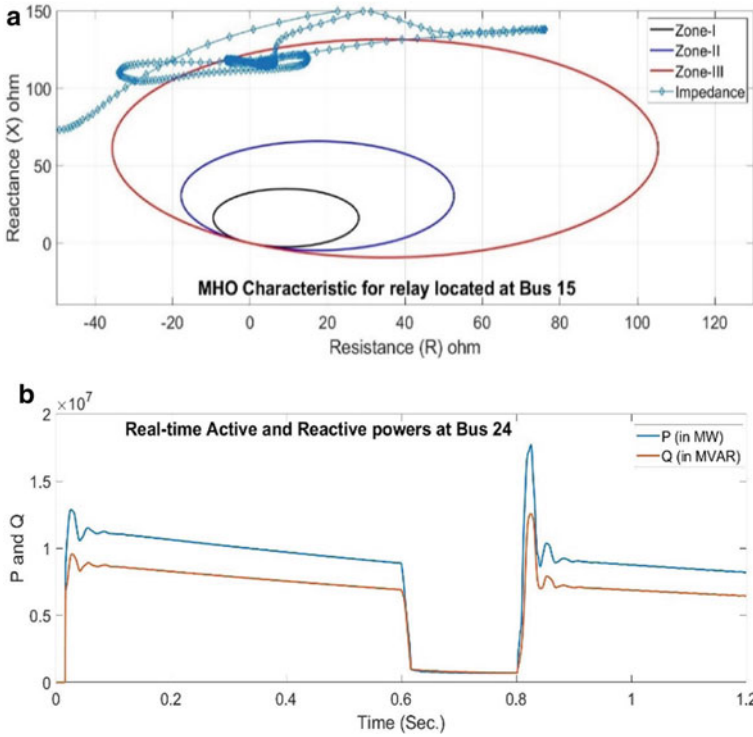 a
150
100
50
0
-40
-20
0
20
40
60
80
100
120
Reactance (X) ohm
Resistance (R) ohm
Zone-I
Zone-II
Zone-III
Impedance
MHO Characteristic for relay located at Bus 15
b
×10^7
2
1.5
1
0.5
0
0
0.2
0.4
0.6
0.8
1
1.2
P and Q
Time (Sec.)
Real-time Active and Reactive powers at Bus 24
P (in MW)
Q (in MVAR)